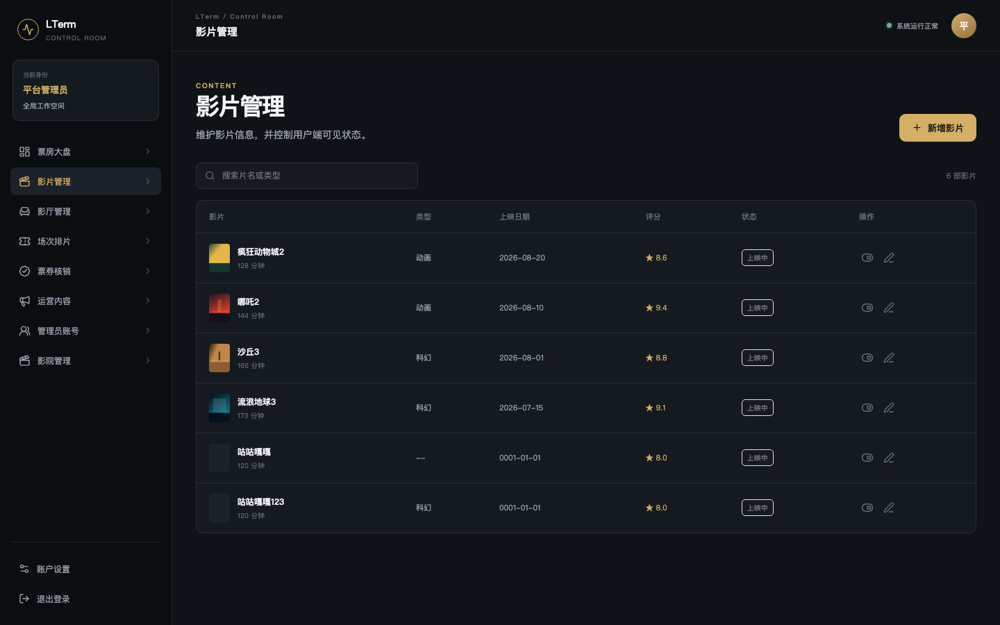 LTerm
CONTROL ROOM
当前身份
平台管理员
全局工作空间
票房大盘
影片管理
影厅管理
场次排片
票券核销
运营内容
管理员账号
影院管理
账户设置
退出登录
LTerm / Control Room
影片管理
系统运行正常
平
CONTENT
影片管理
维护影片信息，并控制用户端可见状态。
新增影片
搜索片名或类型
6 部影片
影片 类型 上映日期 评分 状态 操作
疯狂动物城2
128 分钟
动画 2026-08-20 ★ 8.6 上映中
哪吒2
144 分钟
动画 2026-08-10 ★ 9.4 上映中
沙丘3
166 分钟
科幻 2026-08-01 ★ 8.8 上映中
流浪地球3
173 分钟
科幻 2026-07-15 ★ 9.1 上映中
咕咕嘎嘎
120 分钟
-- 0001-01-01 ★ 8.0 上映中
咕咕嘎嘎123
120 分钟
科幻 0001-01-01 ★ 8.0 上映中